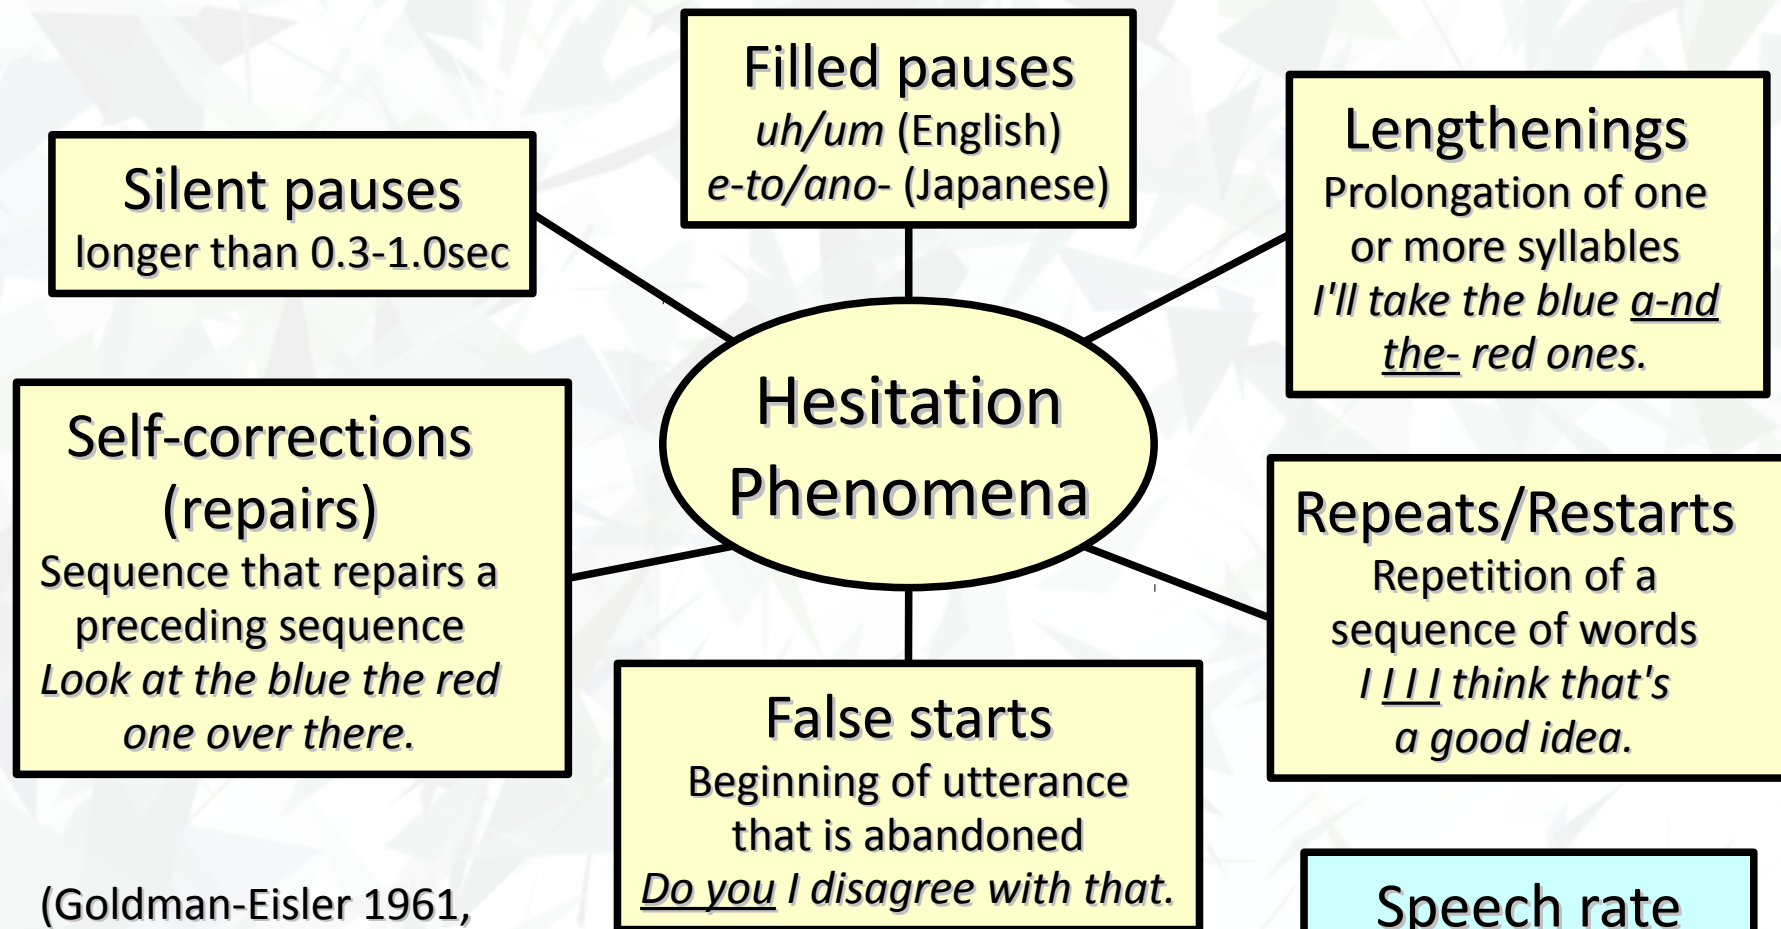 Filled pauses
uh/um (English)
e-to/ano- (Japanese)
Lengthenings
Prolongation of one
or more syllables
I'll take the blue a-nd
the- red ones.
Silent pauses
longer than 0.3-1.0sec
Hesitation
Phenomena
Self-corrections
(repairs)
Sequence that repairs a
preceding sequence
Look at the blue the red
one over there.
Repeats/Restarts
Repetition of a
sequence of words
I I I I think that's
a good idea.
False starts
Beginning of utterance
that is abandoned
Do you I disagree with that.
(Goldman-Eisler 1961,
Speech rate